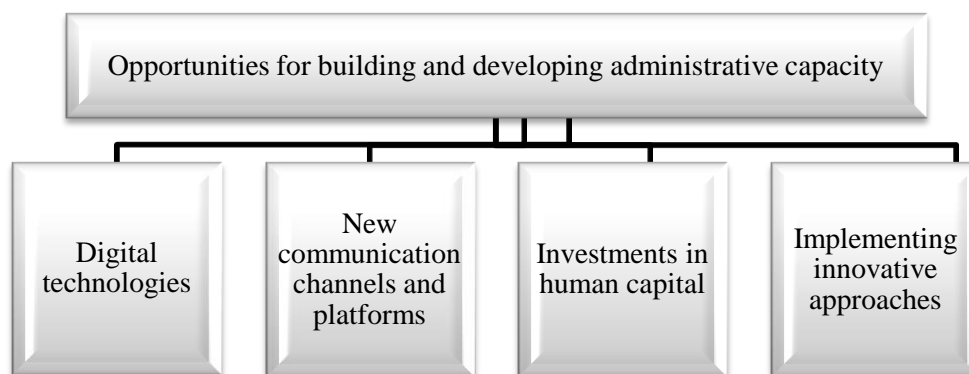 Opportunities for building and developing administrative capacity
Digital
technologies
New
communication
channels and
platforms
Investments in
human capital
Implementing
innovative
approaches